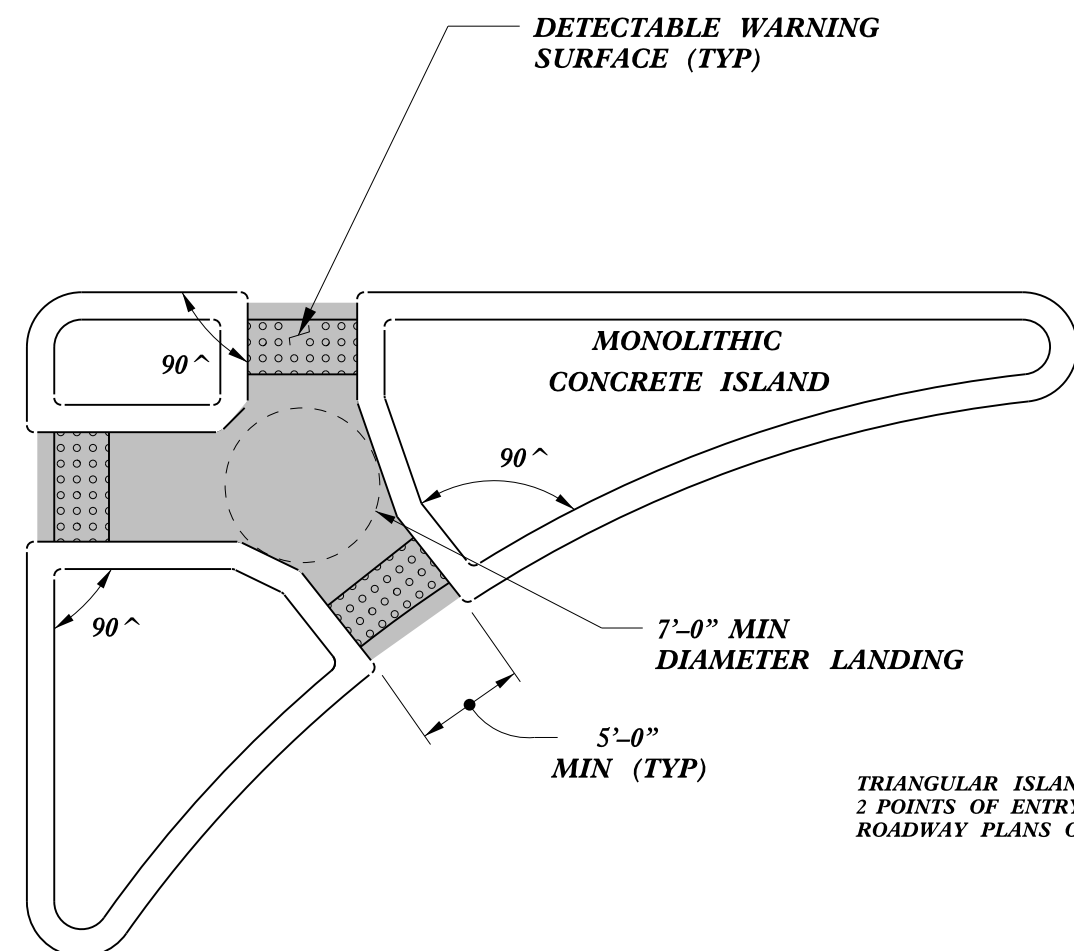 DETECTABLE WARNING
SURFACE (TYP)
MONOLITHIC
CONCRETE ISLAND
90^
90^
90^
7'–0" MIN
DIAMETER LANDING
5'–0"
MIN (TYP)
TRIANGULAR
2 POINTS OF ENTRY
ROADWAY PLANS